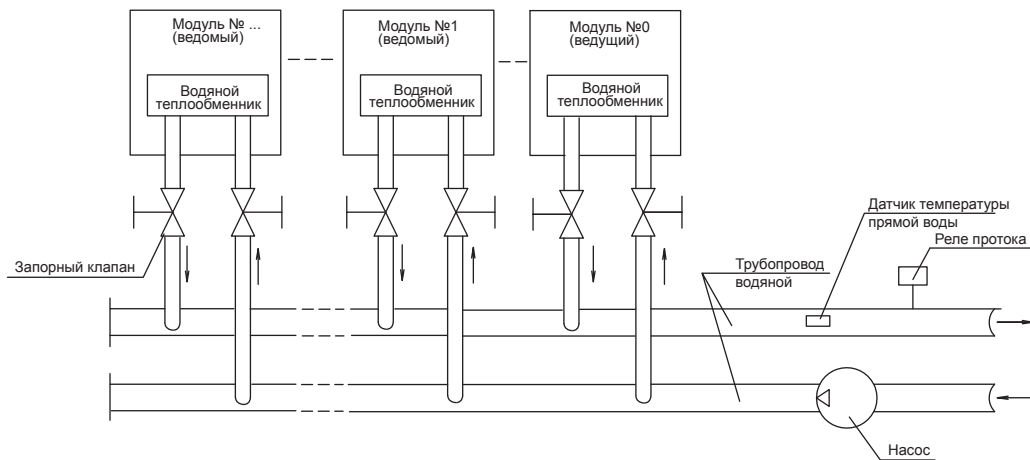 Модуль № ...
(ведомый)
Водяной
теплообменник
Модуль №1
(ведомый)
Водяной
теплообменник
Модуль №0
(ведущий)
Водяной
теплообменник
Датчик температуры
прямой воды
Реле протока
Запорный клапан
Трубопровод
водяной
Насос